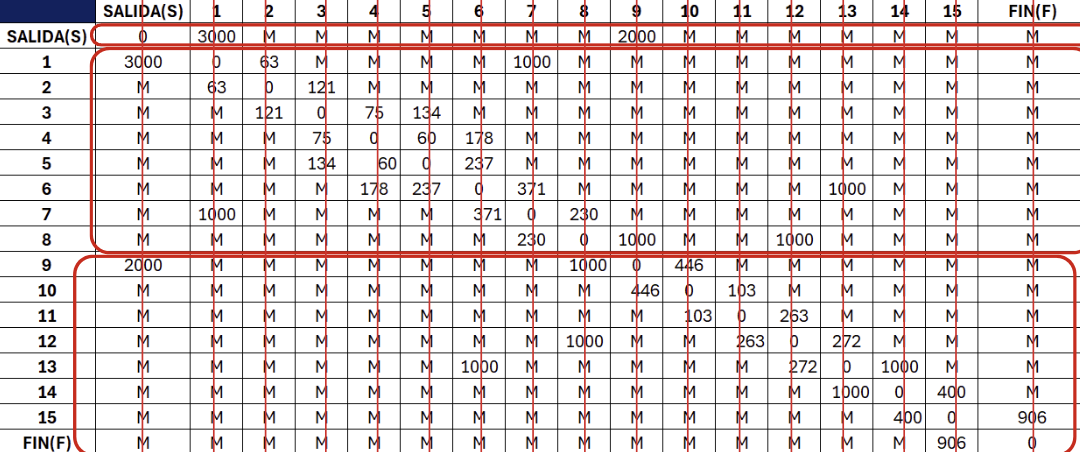 SALIDA(S) 1 2 3 4 5 6 7 8 9 10 11 12 13 14 15 FIN(F)
SALIDA(S) 0 3000 M M M M M M M 2000 M M M M M M M
1 3000 0 63 M M M M 1000 M M M M M M M M M
2 M 63 0 121 M M M M M M M M M M M M M
3 M M 121 0 75 134 M M M M M M M M M M M
4 M M M 75 0 60 178 M M M M M M M M M M
5 M M M 134 60 0 237 M M M M M M M M M M
6 M M M M 178 237 0 371 M M M M M 1000 M M M
7 M 1000 M M M M 371 0 230 M M M M M M M M
8 M M M M M M M 230 0 1000 M M 1000 M M M M
9 2000 M M M M M M M 1000 0 446 M M M M M M
10 M M M M M M M M M 446 0 103 M M M M M
11 M M M M M M M M M M 103 0 263 M M M M
12 M M M M M M M M 1000 M M 263 0 272 M M M
13 M M M M M M 1000 M M M M M 272 0 1000 M M
14 M M M M M M M M M M M M M 1000 0 400 M
15 M M M M M M M M M M M M M M 400 0 906
FIN(F) M M M M M M M M M M M M M M M 906 0